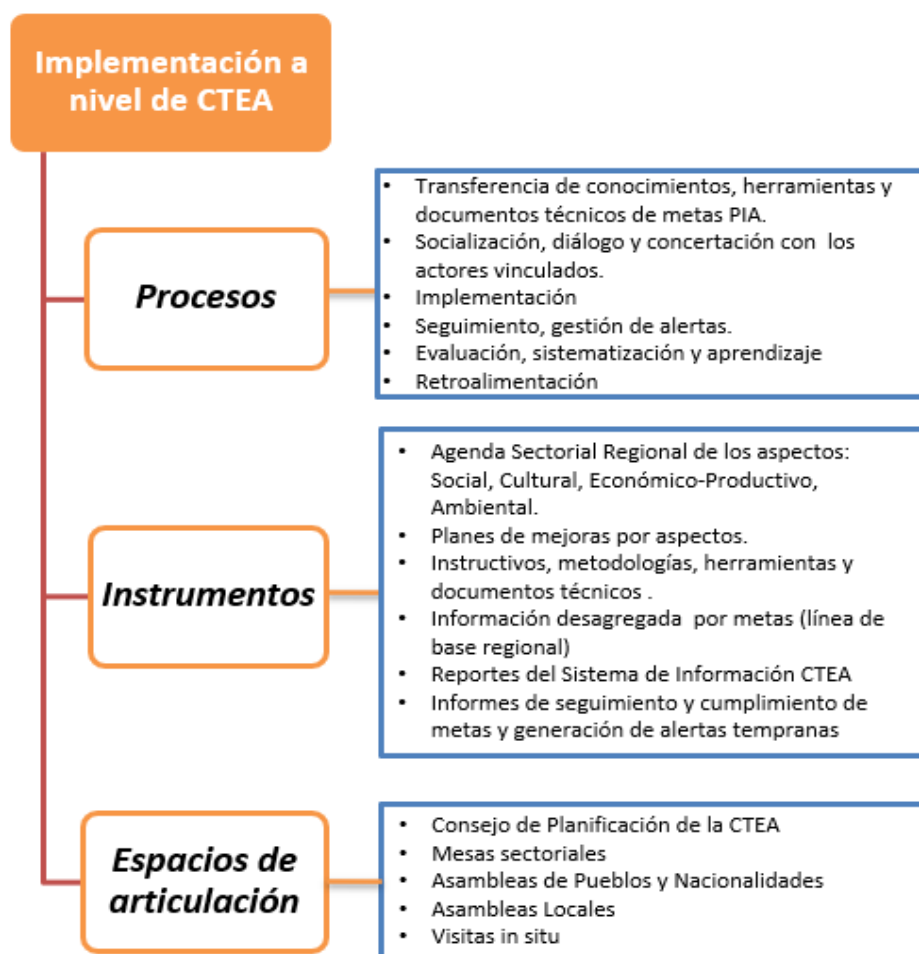 Implementación a
nivel de CTEA
Procesos
• Transferencia de conocimientos, herramientas y
documentos técnicos de metas PIA.
• Socialización, diálogo y concertación con los
actores vinculados.
• Implementación
• Seguimiento, gestión de alertas.
• Evaluación, sistematización y aprendizaje
• Retroalimentación
Instrumentos
• Agenda Sectorial Regional de los aspectos:
Social, Cultural, Económico-Productivo,
Ambiental.
• Planes de mejoras por aspectos.
• Instructivos, metodologías, herramientas y
documentos técnicos .
• Información desagregada por metas (línea de
base regional)
• Reportes del Sistema de Información CTEA
• Informes de seguimiento y cumplimiento de
metas y generación de alertas tempranas
Espacios de
articulación
• Consejo de Planificación de la CTEA
• Mesas sectoriales
• Asambleas de Pueblos y Nacionalidades
• Asambleas Locales
• Visitas in situ